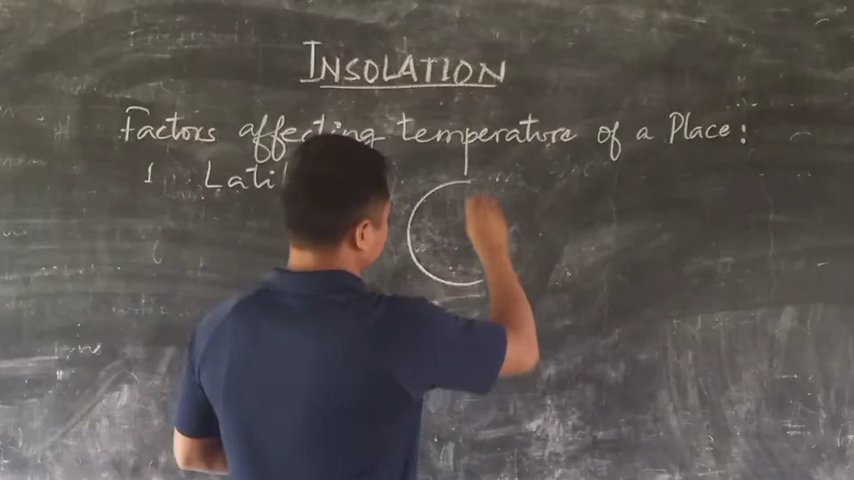 INSOLATION
Factors affecting temperature of a Place:
1 Lati